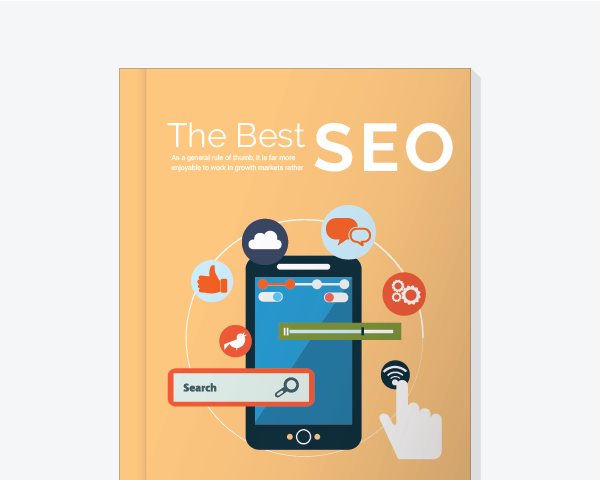 The Best SEO
As a general rule of thumb, it is far more
enjoyable to work in growth markets rather
Search